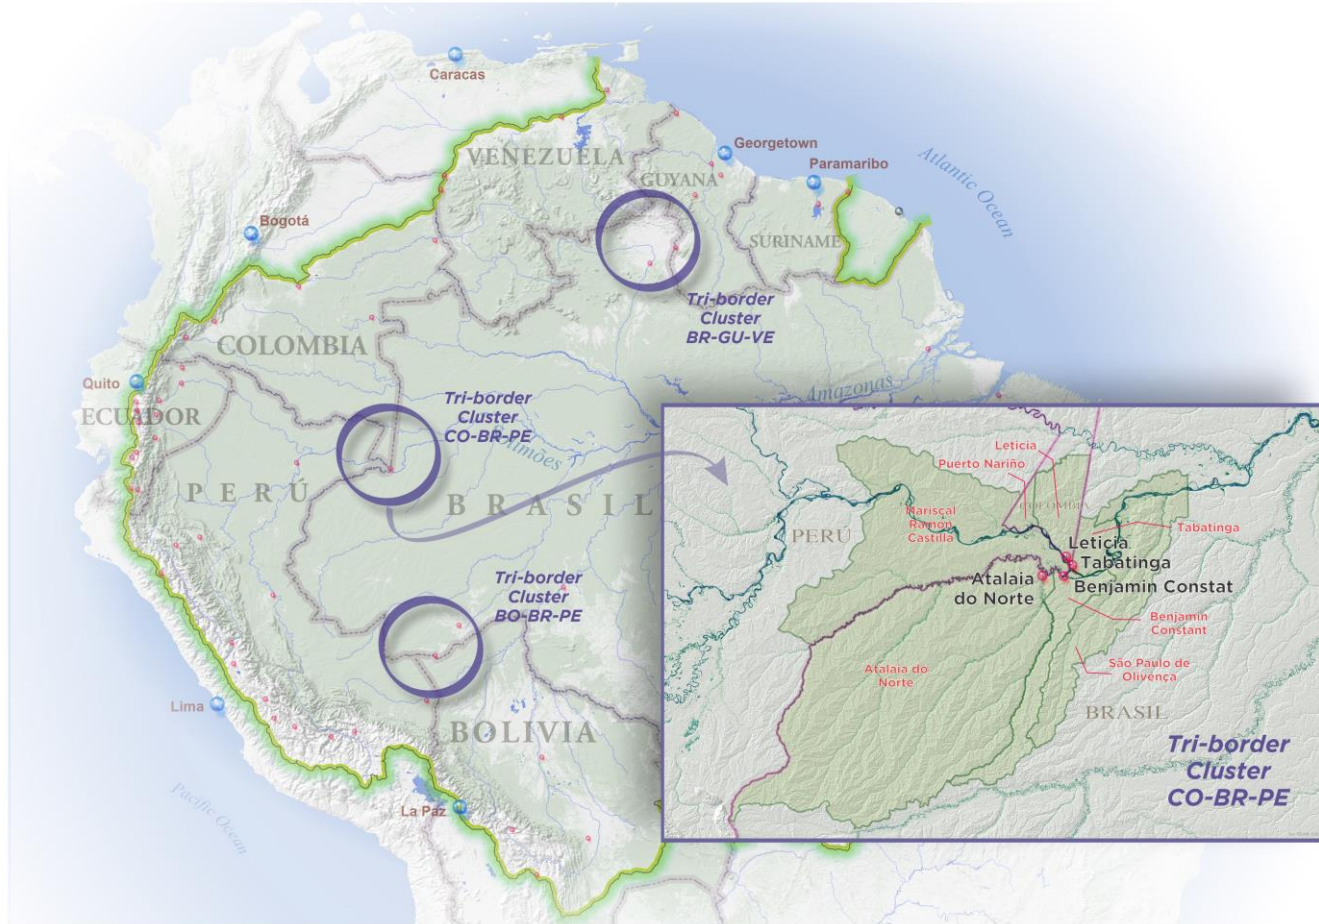 Caracas
Georgetown
Paramaribo
Atlantic Ocean
VENEZUELA
GUYANA
SURINAME
Bogotá
Tri-border
Cluster
BR-GU-VE
COLOMBIA
Quito
ECUADOR
Tri-border
Cluster
CO-BR-PE
Amazonas
Solimões
PERÚ
BRASIL
Tri-border
Cluster
BO-BR-PE
Lima
BOLIVIA
La Paz
Pacific Ocean
Leticia
Puerto Nariño
COLOMBIA
Mariscal
Ramon
Castilla
PERÚ
Tabatinga
Leticia
Tabatinga
Atalaia
do Norte
Benjamin Constat
Benjamin
Constant
Atalaia do
Norte
São Paulo de
Olivença
BRASIL
Tri-border
Cluster
CO-BR-PE